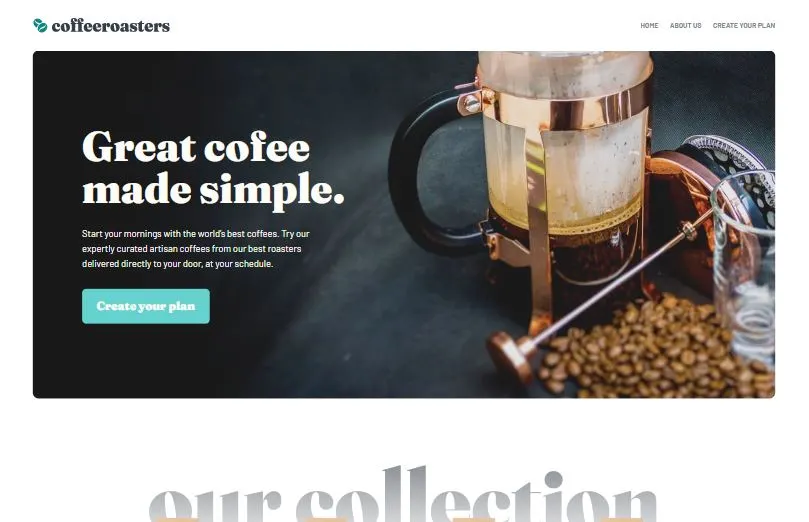 coffeeroasters
HOME ABOUT US CREATE YOUR PLAN
Great cofee
made simple.
Start your mornings with the world's best coffees. Try our
expertly curated artisan coffees from our best roasters
delivered directly to your door, at your schedule.
Create your plan
our collection